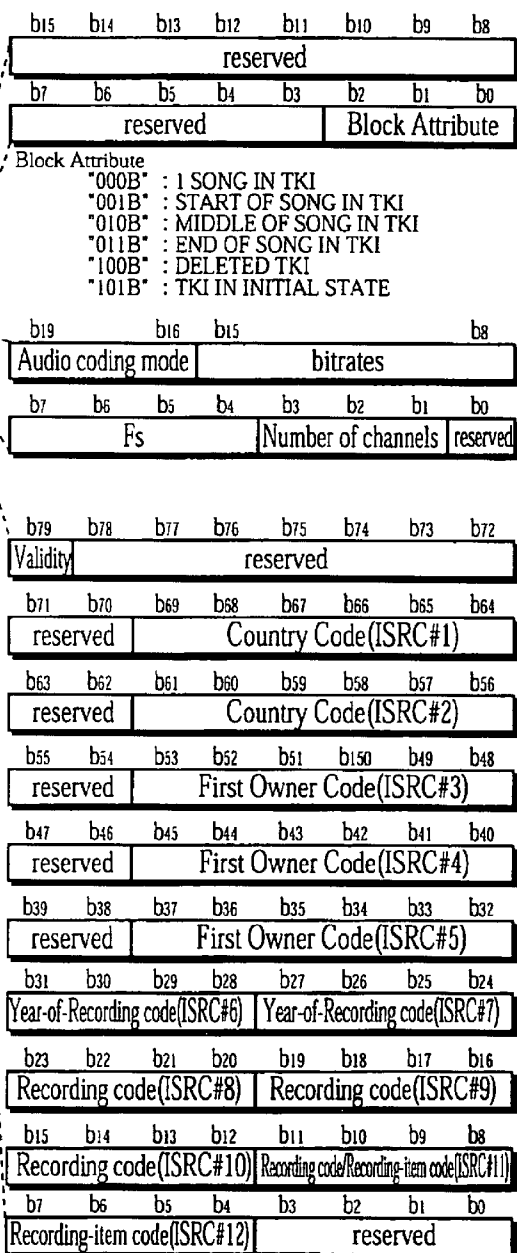 b15 b14 b13 b12 b11 b10 b9 b8
reserved
b7 b6 b5 b4 b3 b2 b1 b0
reserved Block Attribute
Block Attribute
"000B" : 1 SONG IN TKI
"001B" : START OF SONG IN TKI
"010B" : MIDDLE OF SONG IN TKI
"011B" : END OF SONG IN TKI
"100B" : DELETED TKI
"101B" : TKI IN INITIAL STATE
b19 b16 b15 b8
Audio coding mode bitrates
b7 b6 b5 b4 b3 b2 b1 b0
Fs Number of channels reserved
b79 b78 b77 b76 b75 b74 b73 b72
Validity reserved
b71 b70 b69 b68 b67 b66 b65 b64
reserved Country Code(ISRC#1)
b63 b62 b61 b60 b59 b58 b57 b56
reserved Country Code(ISRC#2)
b55 b54 b53 b52 b51 b150 b49 b48
reserved First Owner Code(ISRC#3)
b47 b46 b45 b44 b43 b42 b41 b40
reserved First Owner Code(ISRC#4)
b39 b38 b37 b36 b35 b34 b33 b32
reserved First Owner Code(ISRC#5)
b31 b30 b29 b28 b27 b26 b25 b24
Year-of-Recording code(ISRC#6) Year-of-Recording code(ISRC#7)
b23 b22 b21 b20 b19 b18 b17 b16
Recording code(ISRC#8) Recording code(ISRC#9)
b15 b14 b13 b12 b11 b10 b9 b8
Recording code(ISRC#10) Recording code/Recording-item code(ISRC#11)
b7 b6 b5 b4 b3 b2 b1 b0
Recording-item code(ISRC#12) reserved